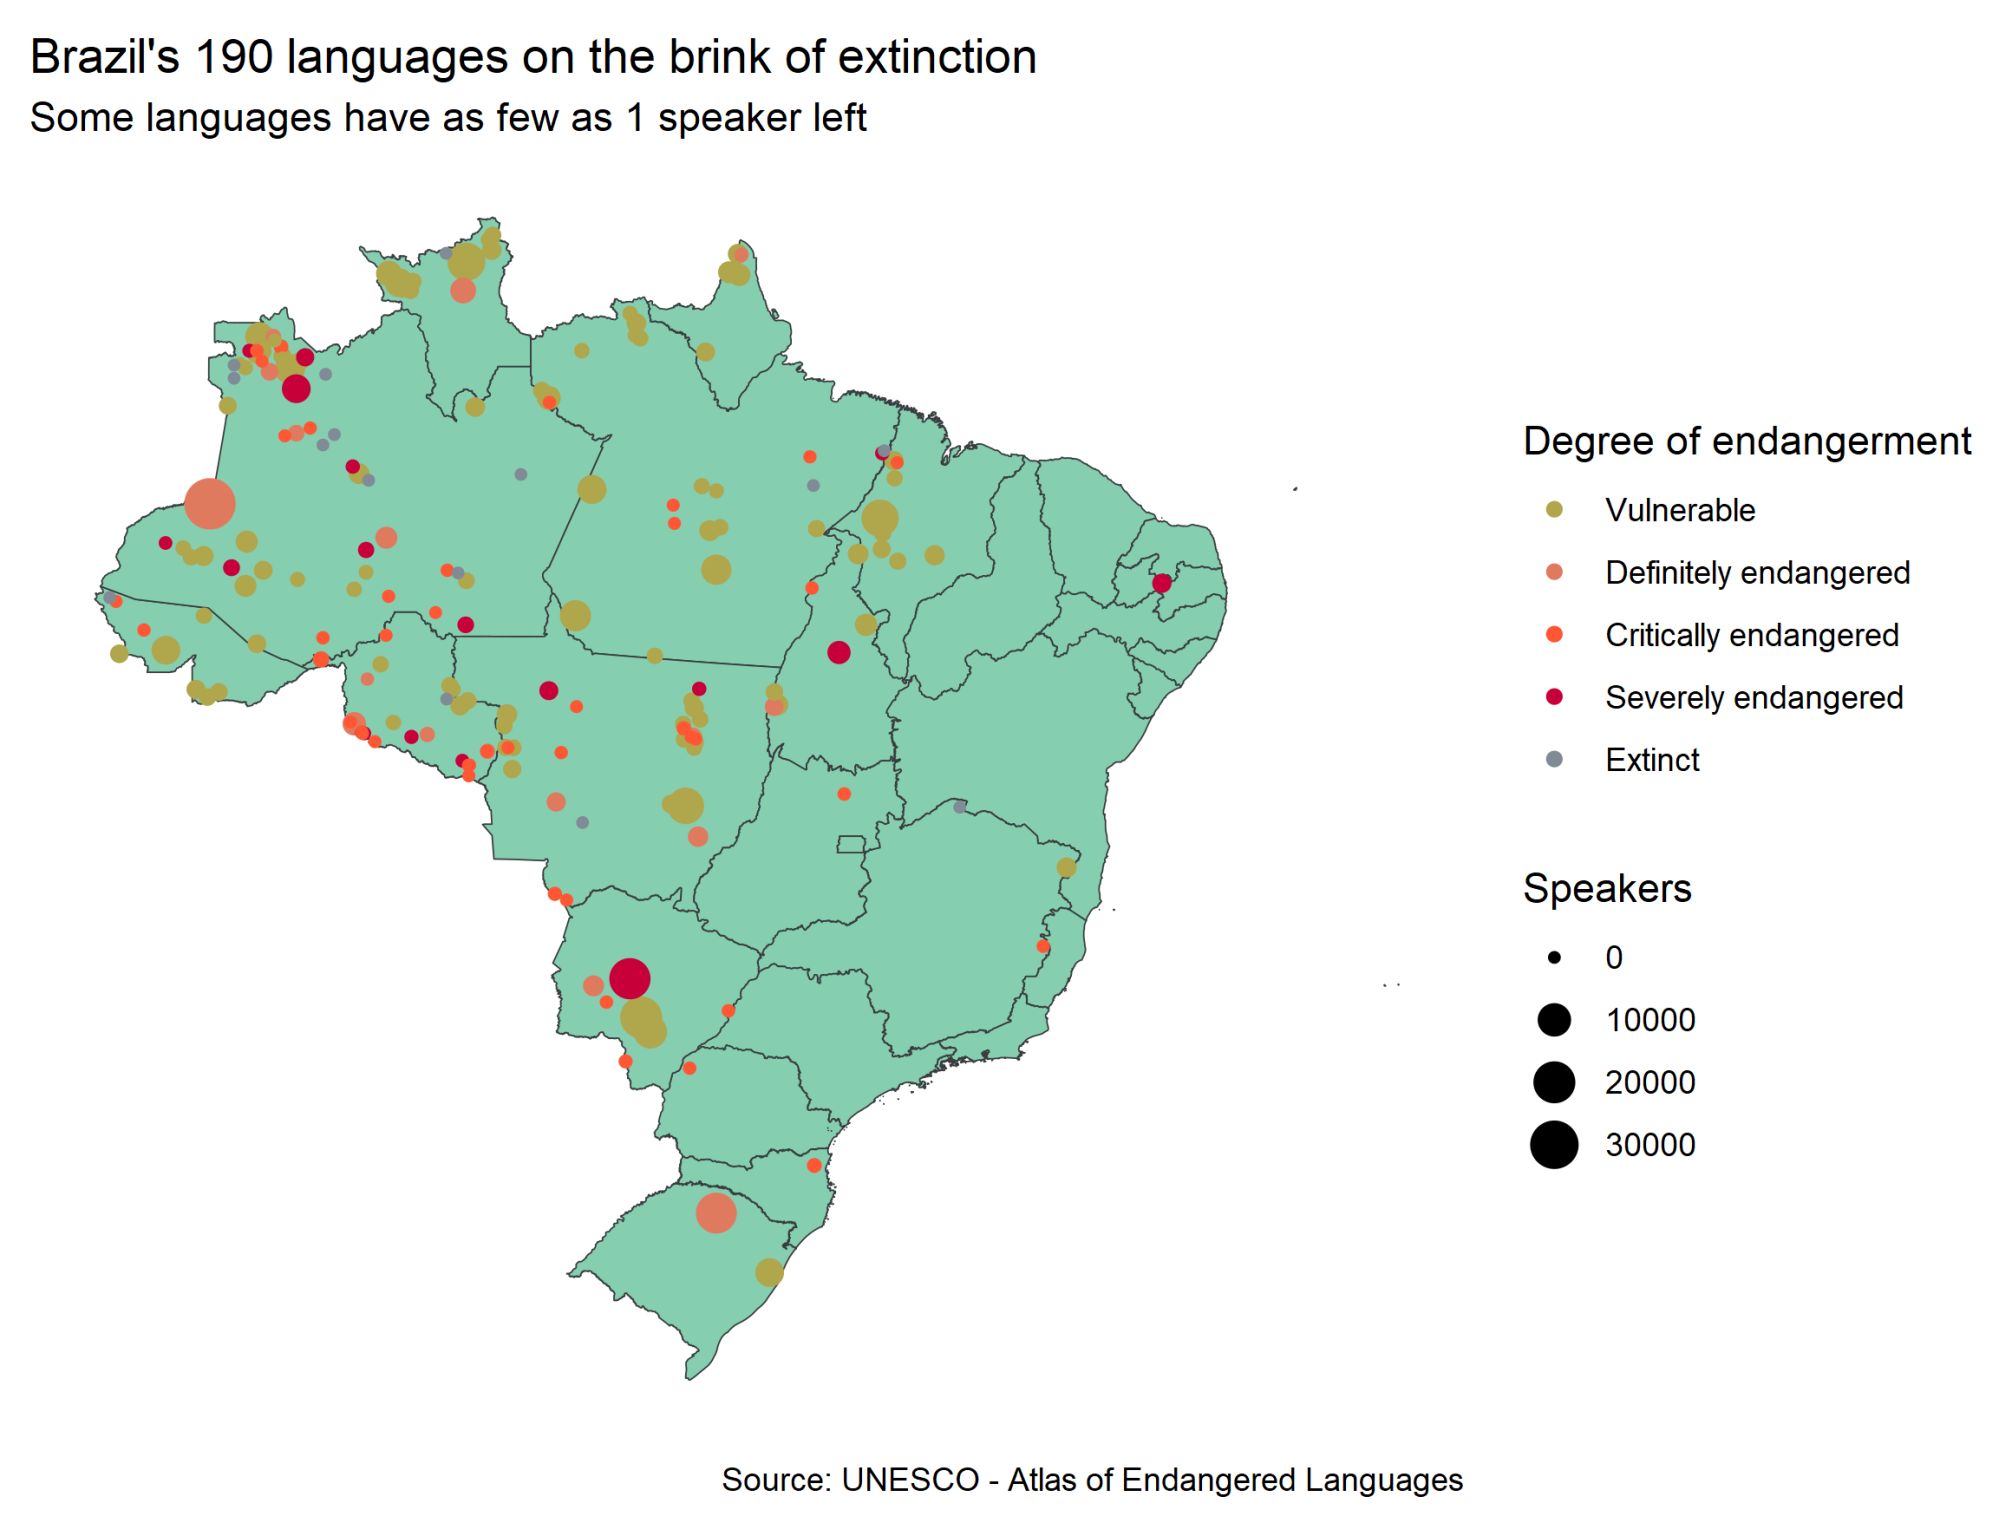 Brazil's 190 languages on the brink of extinction
Some languages have as few as 1 speaker left
Degree of endangerment
Vulnerable
Definitely endangered
Critically endangered
Severely endangered
Extinct
Speakers
0
10000
20000
30000
Source: UNESCO - Atlas of Endangered Languages